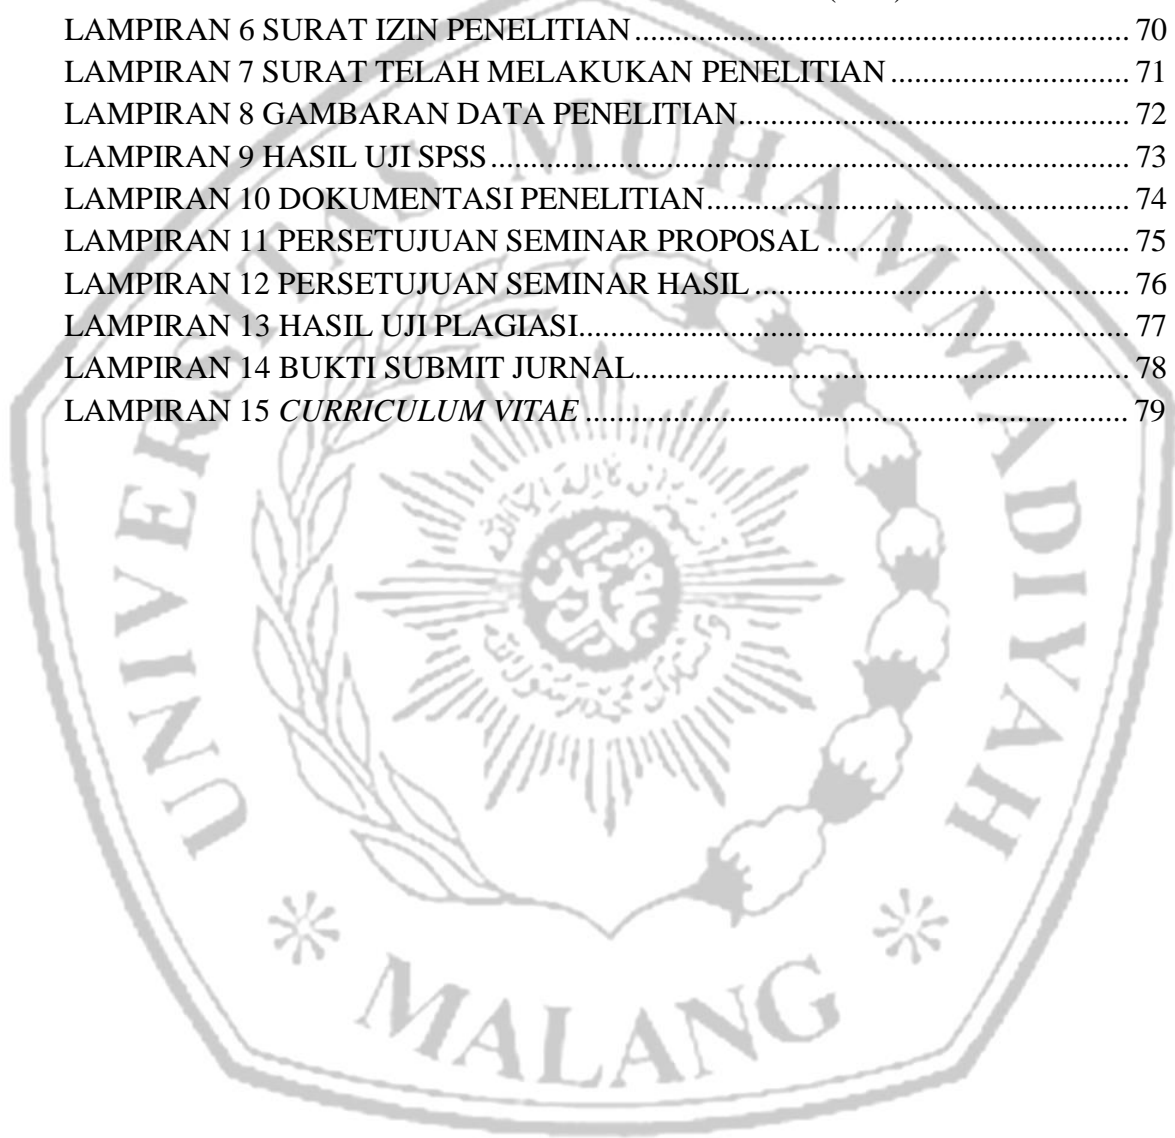 LAMPIRAN 6 SURAT IZIN PENELITIAN........................................................ 70
LAMPIRAN 7 SURAT TELAH MELAKUKAN PENELITIAN.............................. 71
LAMPIRAN 8 GAMBARAN DATA PENELITIAN.......................................... 72
LAMPIRAN 9 HASIL UJI SPSS.................................................................. 73
LAMPIRAN 10 DOKUMENTASI PENELITIAN............................................. 74
LAMPIRAN 11 PERSETUJUAN SEMINAR PROPOSAL................................ 75
LAMPIRAN 12 PERSETUJUAN SEMINAR HASIL........................................ 76
LAMPIRAN 13 HASIL UJI PLAGIASI......................................................... 77
LAMPIRAN 14 BUKTI SUBMIT JURNAL................................................... 78
LAMPIRAN 15 CURRICULUM VITAE....................................................... 79
UNIVERSITAS MUHAMMADIYAH
MALANG